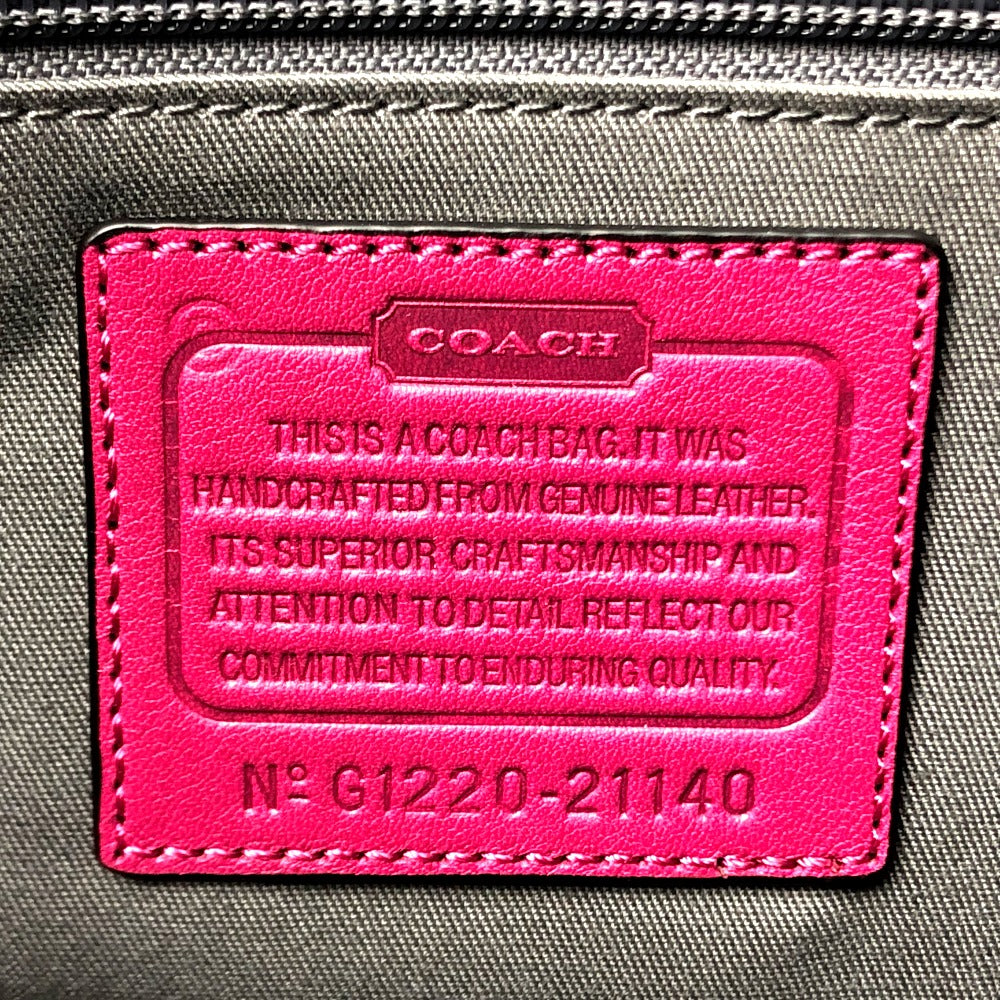 COACH
THIS IS A COACH BAG. IT WAS
HANDCRAFTED FROM GENUINE LEATHER.
ITS SUPERIOR CRAFTSMANSHIP AND
ATTENTION TO DETAIL REFLECT OUR
COMMITMENT TO ENDURING QUALITY.
Nº G1220-21140